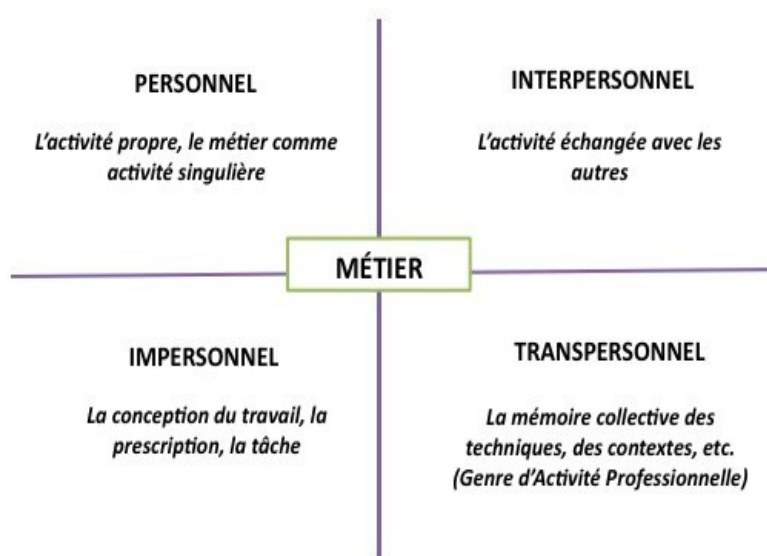 PERSONNEL
L’activité propre, le métier comme
activité singulière
INTERPERSONNEL
L’activité échangée avec les
autres
MÉTIER
IMPERSONNEL
La conception du travail, la
prescription, la tâche
TRANSPERSONNEL
La mémoire collective des
techniques, des contextes, etc.
(Genre d’Activité Professionnelle)